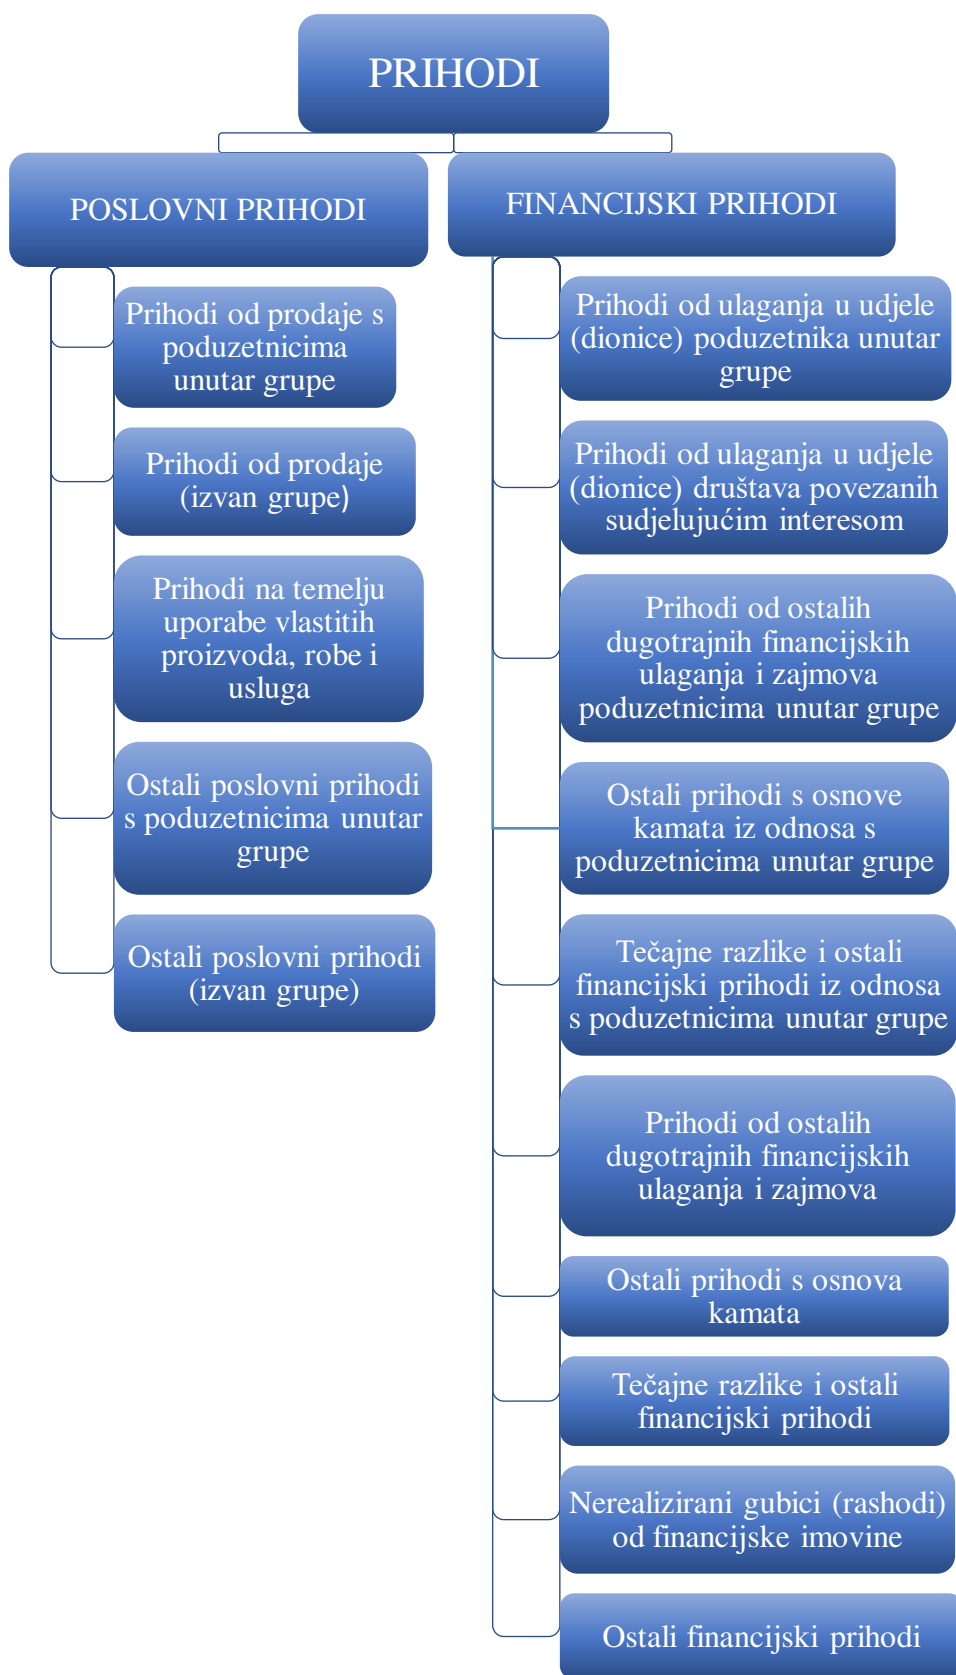 PRIHODI
POSLOVNI PRIHODI
Prihodi od prodaje s
poduzetnicima
unutar grupe
Prihodi od prodaje
(izvan grupe)
Prihodi na temelju
uporabe vlastitih
proizvoda, robe i
usluga
Ostali poslovni prihodi
s poduzetnicima unutar
grupe
Ostali poslovni prihodi
(izvan grupe)
FINANCIJSKI PRIHODI
Prihodi od ulaganja u udjele
(dionice) poduzetnika unutar
grupe
Prihodi od ulaganja u udjele
(dionice) društava povezanih
sudjelujućim interesom
Prihodi od ostalih
dugotrajnih financijskih
ulaganja i zajmova
poduzetnicima unutar grupe
Ostali prihodi s osnove
kamata iz odnosa s
poduzetnicima unutar grupe
Tečajne razlike i ostali
financijski prihodi iz odnosa
s poduzetnicima unutar grupe
Prihodi od ostalih
dugotrajnih financijskih
ulaganja i zajmova
Ostali prihodi s osnova
kamata
Tečajne razlike i ostali
financijski prihodi
Nerealizirani gubici (rashodi)
od financijske imovine
Ostali financijski prihodi